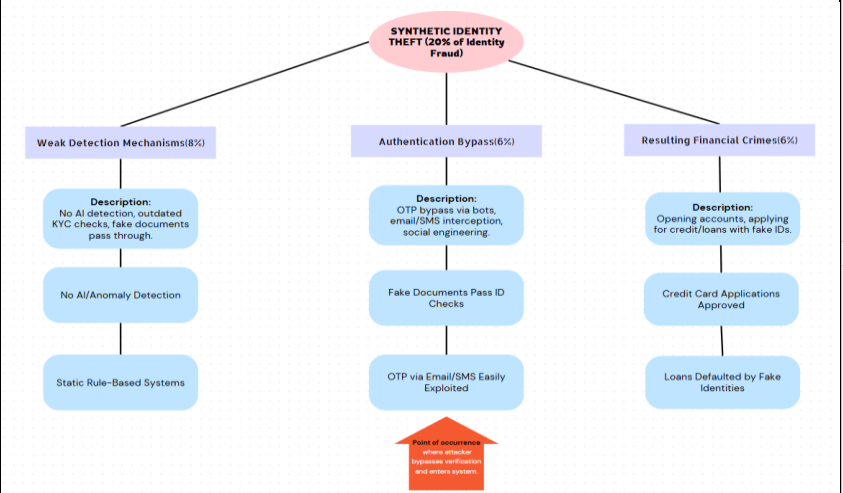 SYNTHETIC IDENTITY
THEFT (20% of Identity
Fraud)
Weak Detection Mechanisms(8%)
Authentication Bypass(6%)
Resulting Financial Crimes(6%)
Description:
No AI detection, outdated
KYC checks, fake documents
pass through.
Description:
OTP bypass via bots,
email/SMS interception,
social engineering.
Description:
Opening accounts, applying
for credit/loans with fake IDs.
No AI/Anomaly Detection
Fake Documents Pass ID
Checks
Credit Card Applications
Approved
Static Rule-Based Systems
OTP via Email/SMS Easily
Exploited
Loans Defaulted by Fake
Identities
Point of occurrence
where attacker
bypasses verification
and enters system.